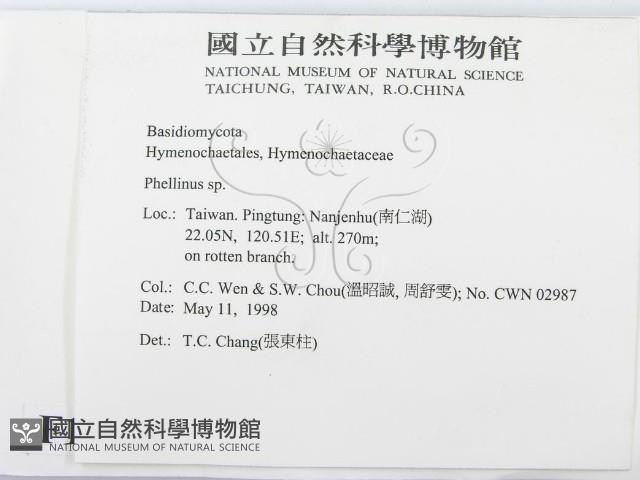 國立自然科學博物館
NATIONAL MUSEUM OF NATURAL SCIENCE
TAICHUNG, TAIWAN, R.O.CHINA
Basidiomycota
Hymenochaetales, Hymenochaetaceae
Phellinus sp.
Loc.: Taiwan. Pingtung: Nanjenhu(南仁湖)
22.05N, 120.51E; alt. 270m;
on rotten branch.
Col.: C.C. Wen & S.W. Chou(溫昭誠, 周舒雯); No. CWN 02987
Date: May 11, 1998
Det.: T.C. Chang(張東柱)
國立自然科學博物館
NATIONAL MUSEUM OF NATURAL SCIENCE